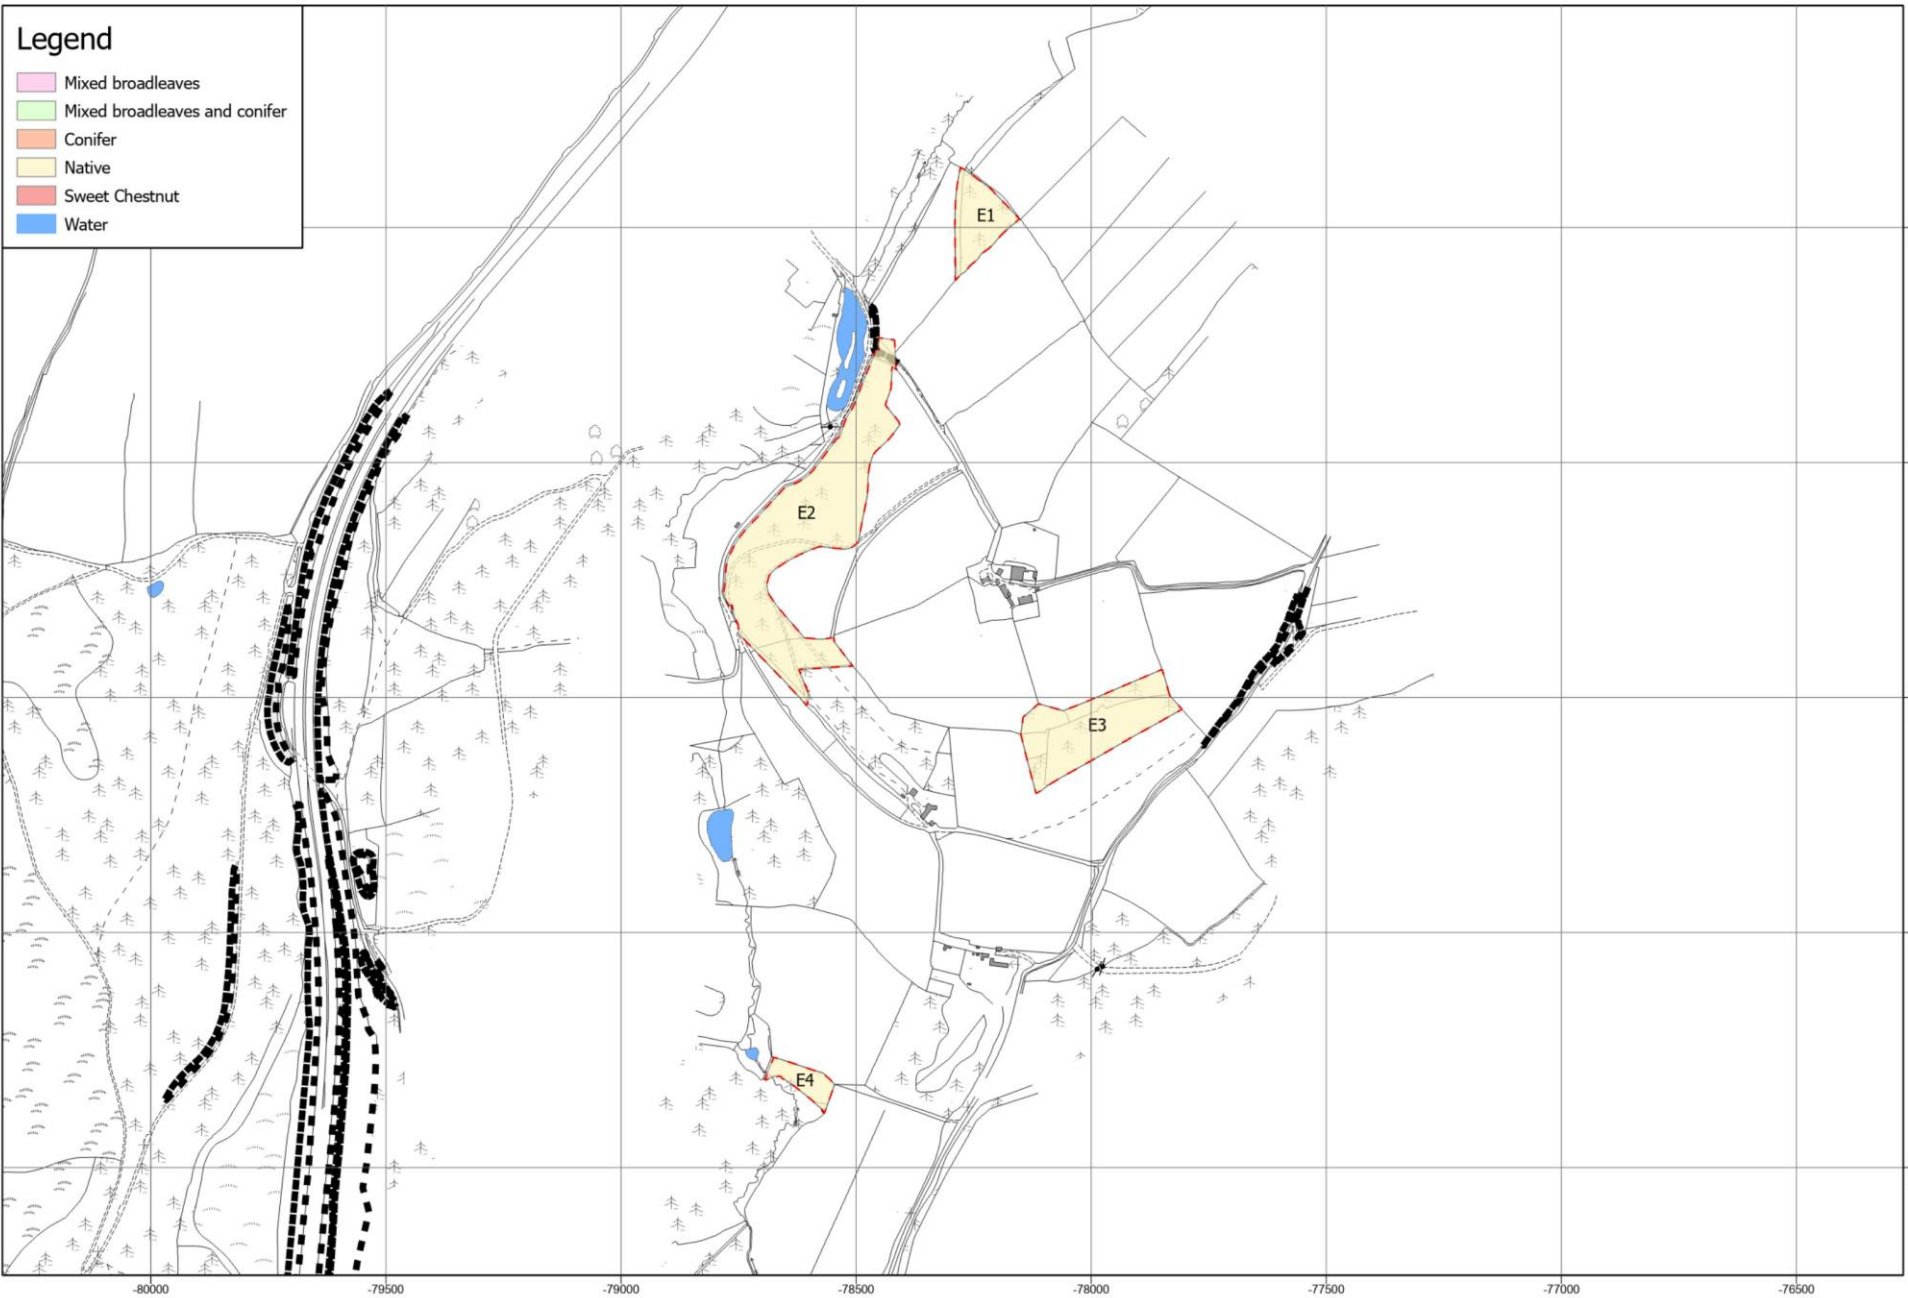 Legend
Mixed broadleaves
Mixed broadleaves and conifer
Conifer
Native
Sweet Chestnut
Water
E1
E2
E3
E4
-80000 -79500 -79000 -78500 -78000 -77500 -77000 -76500